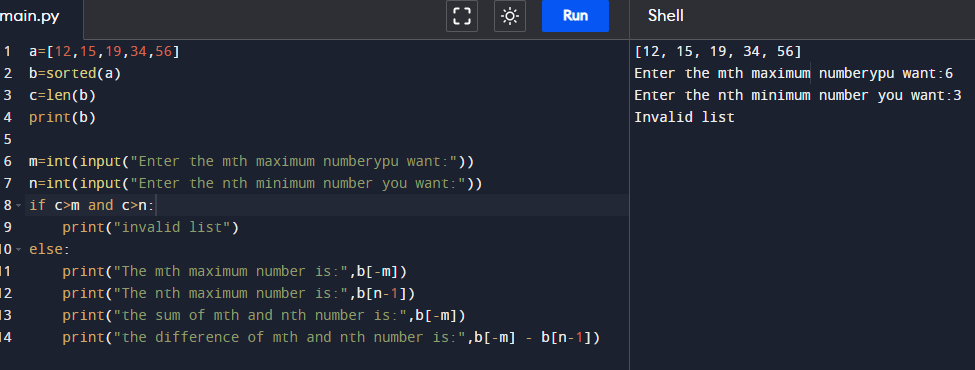 main.py
Run
Shell
1 a=[12,15,19,34,56]
2 b=sorted(a)
3 c=len(b)
4 print(b)
5
6 m=int(input("Enter the mth maximum numberypu want:"))
7 n=int(input("Enter the nth minimum number you want:"))
8 if c>m and c>n:
9     print("invalid list")
10 else:
11     print("The mth maximum number is:",b[-m])
12     print("The nth maximum number is:",b[n-1])
13     print("the sum of mth and nth number is:",b[-m])
14     print("the difference of mth and nth number is:",b[-m] - b[n-1])
[12, 15, 19, 34, 56]
Enter the mth maximum numberypu want:6
Enter the nth minimum number you want:3
Invalid list